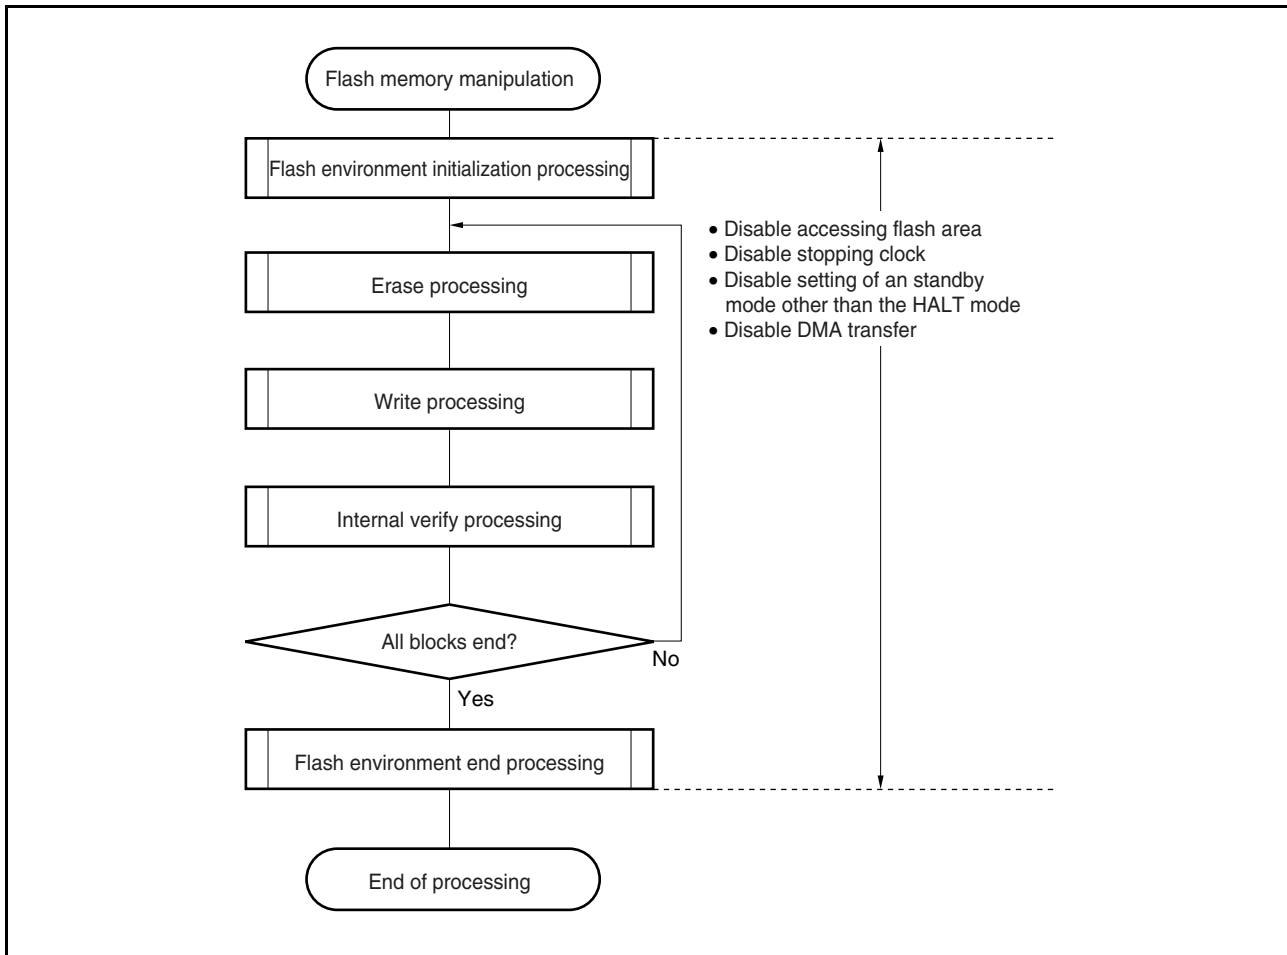 Flash memory manipulation
Flash environment initialization processing
● Disable accessing flash area
● Disable stopping clock
● Disable setting of an standby
mode other than the HALT mode
● Disable DMA transfer
Erase processing
Write processing
Internal verify processing
All blocks end?
No
Yes
Flash environment end processing
End of processing